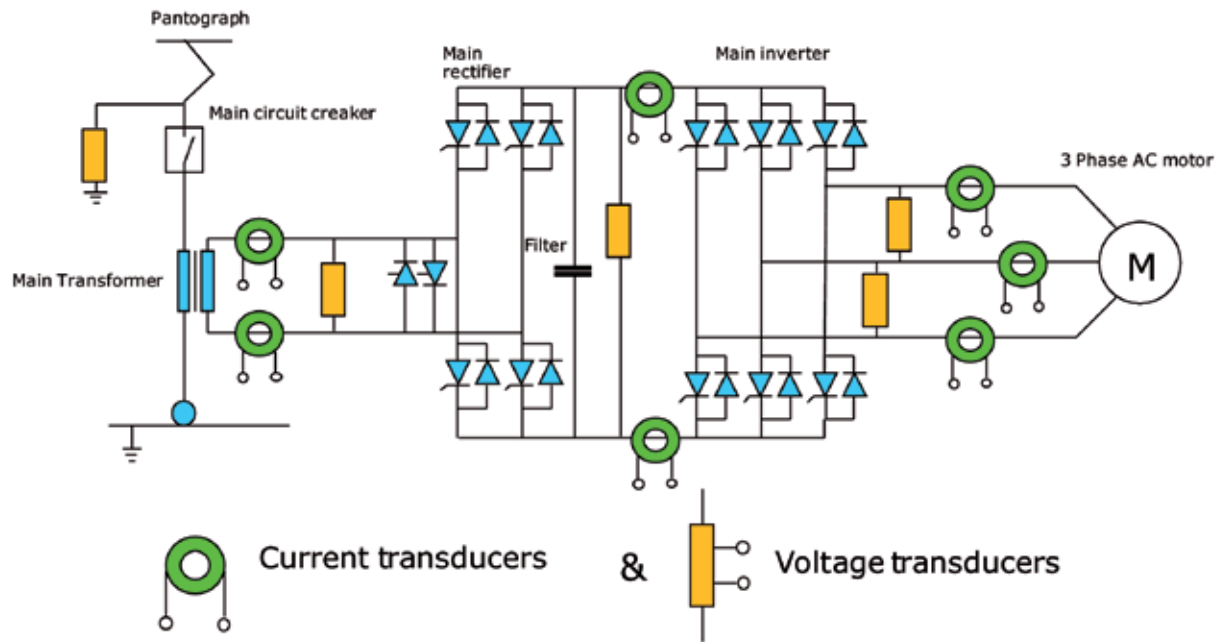 Pantograph
Main
rectifier
Main inverter
Main circuit creaker
3 Phase AC motor
Filter
Main Transformer
M
Current transducers
&
Voltage transducers